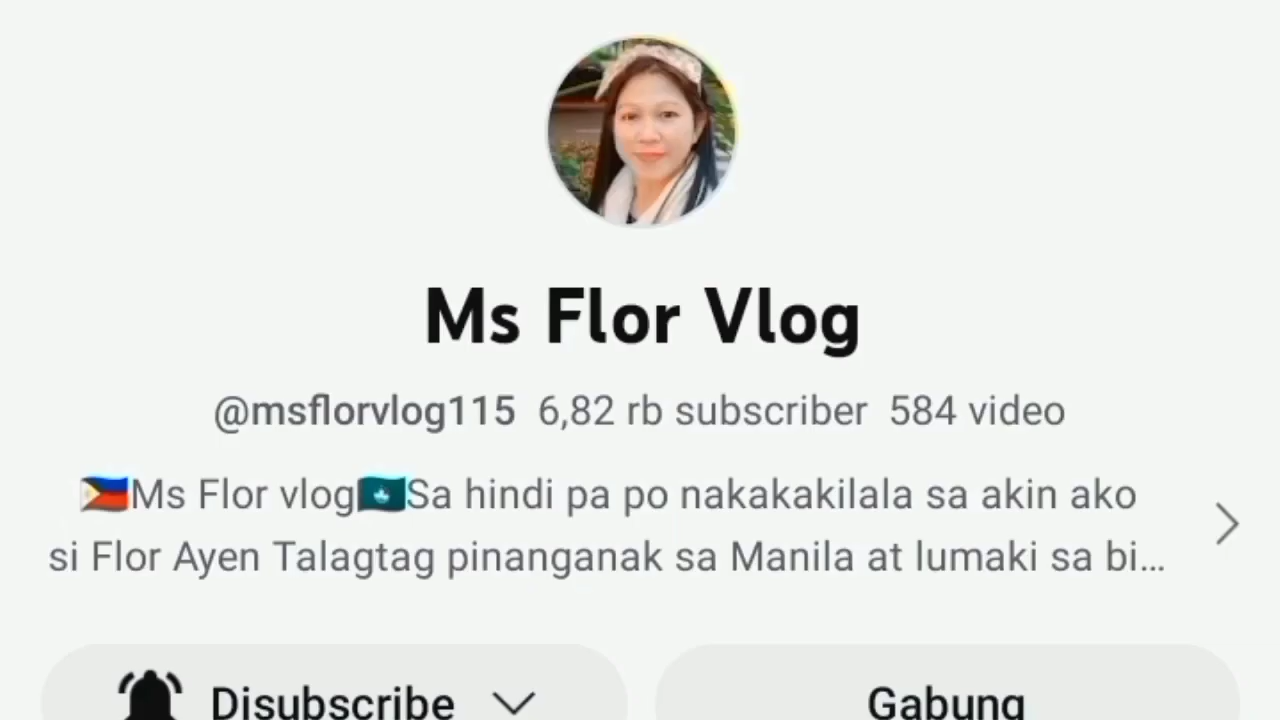 Ms Flor Vlog
@msflorvlog115 6,82 rb subscriber 584 video
🇵🇭Ms Flor vlog🇲🇴Sa hindi pa po nakakakilala sa akin ako
si Flor Ayen Talagtag pinanganak sa Manila at lumaki sa bi...
Disubscribe
Gabung